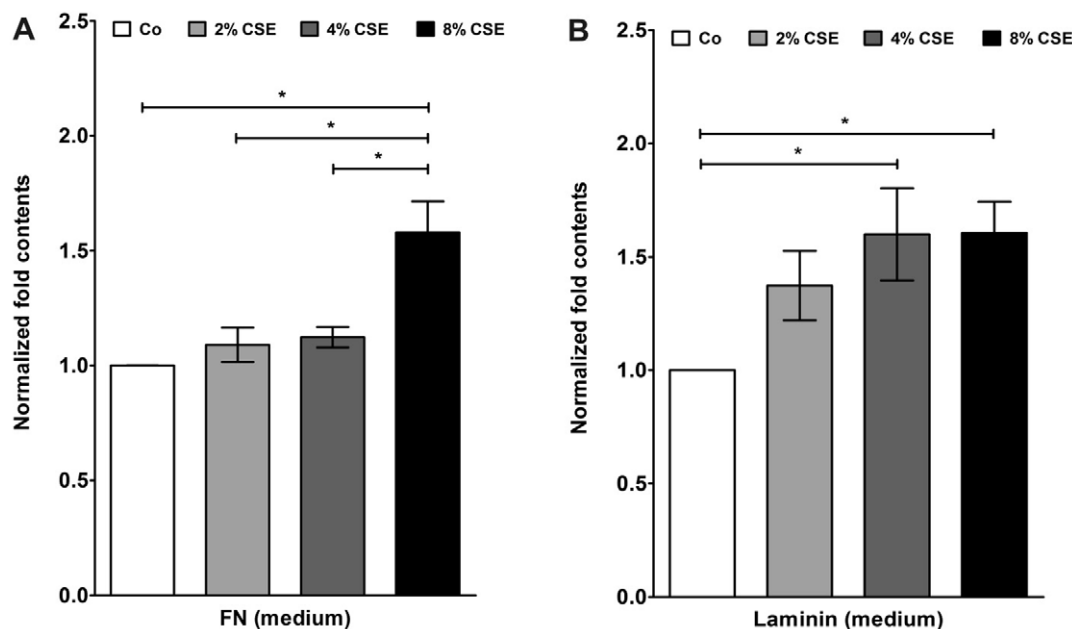 A
Co 2% CSE 4% CSE 8% CSE
Normalized fold contents
2.5
2.0
1.5
1.0
0.5
0.0
*
*
*
FN (medium)
B
Co 2% CSE 4% CSE 8% CSE
Normalized fold contents
2.5
2.0
1.5
1.0
0.5
0.0
*
*
Laminin (medium)